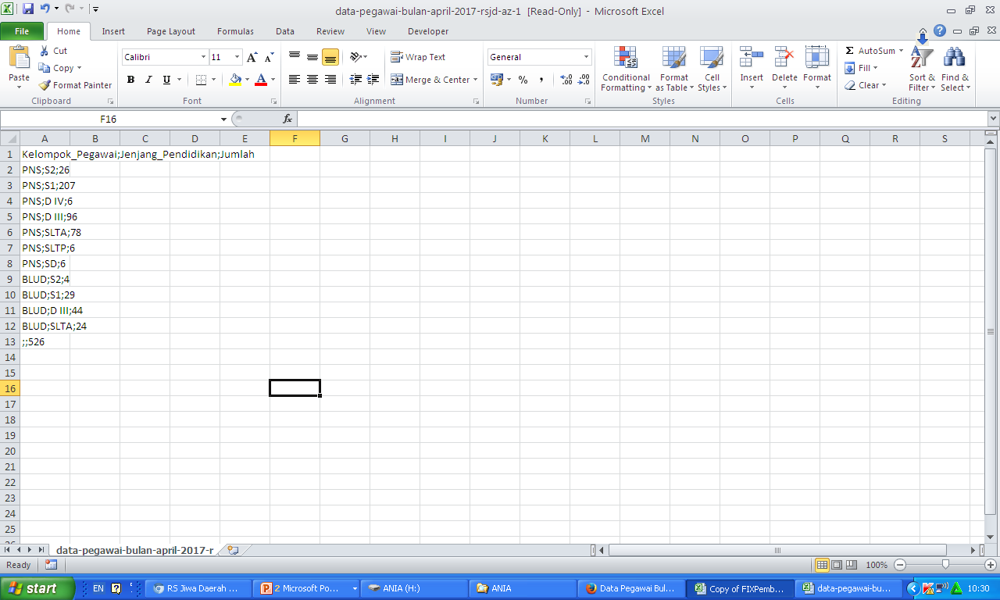 data-pegawai-bulan-april-2017-rsjd-az-1 [Read-Only] - Microsoft Excel
File Home Insert Page Layout Formulas Data Review View Developer
Paste Cut Copy Format Painter
Calibri 11
B I U
Wrap Text
Merge & Center
General
% ,
Conditional Formatting
Format as Table
Cell Styles
Insert Delete Format
Σ AutoSum
Fill
Clear
Sort & Filter
Find & Select
Clipboard Font Alignment Number Styles Cells Editing
F16 fx
A B C D E F G H I J K L M N O P Q R S
1 Kelompok_Pegawai;Jenjang_Pendidikan;Jumlah
2 PNS;S2;26
3 PNS;S1;207
4 PNS;D IV;6
5 PNS;D III;96
6 PNS;SLTA;78
7 PNS;SLTP;6
8 PNS;SD;6
9 BLUD;S2;4
10 BLUD;S1;29
11 BLUD;D III;44
12 BLUD;SLTA;24
13 ;;526
14
15
16
17
18
19
20
21
22
23
24
25
data-pegawai-bulan-april-2017-r
Ready 100%
start EN RS Jiwa Daerah ... 2 Microsoft Po... ANIA (H:) ANIA Data Pegawai Bul... Copy of FIXPemb... data-pegawai-bu... 10:30